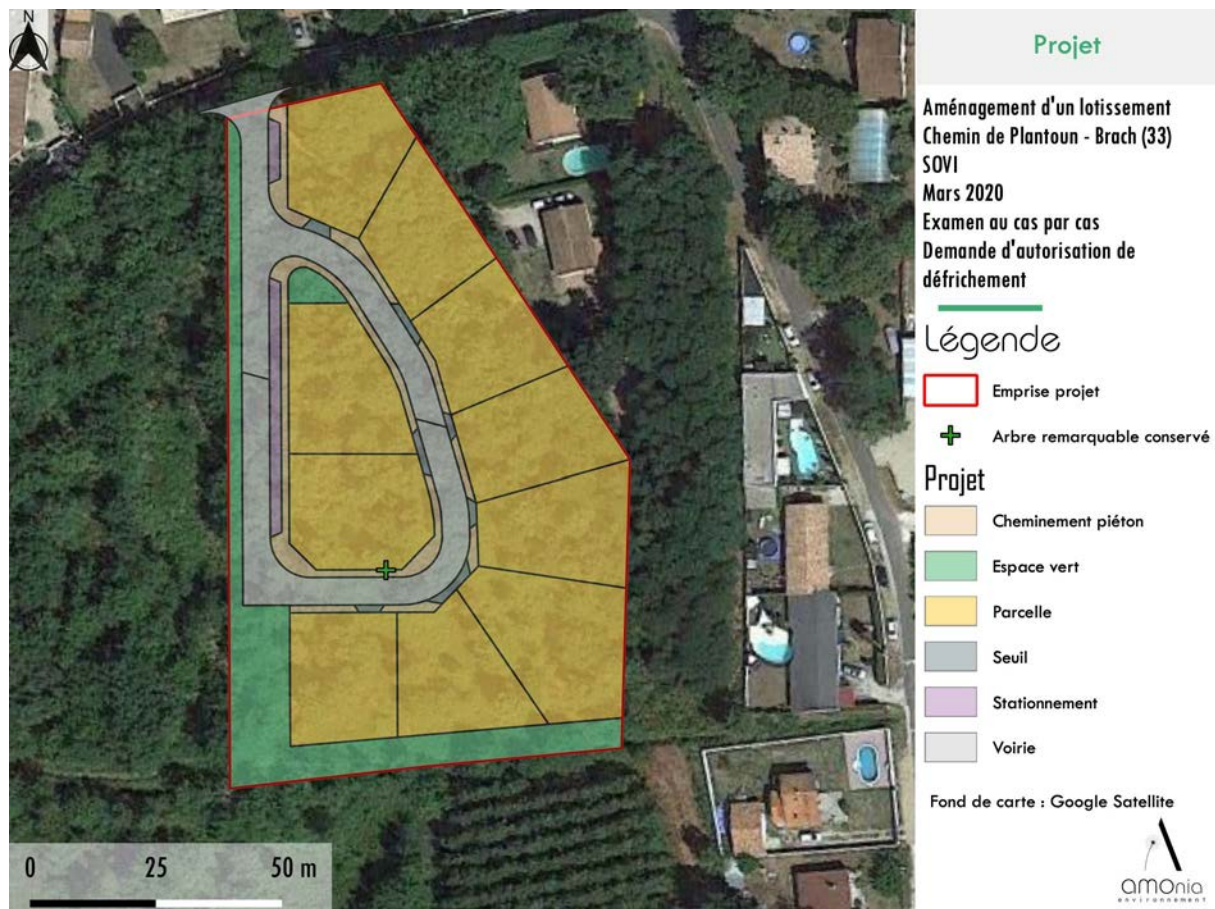 N
Projet
Aménagement d'un lotissement
Chemin de Plantoun - Brach (33)
SOVI
Mars 2020
Examen au cas par cas
Demande d'autorisation de
défrichement
Légende
Emprise projet
Arbre remarquable conservé
Projet
Cheminement piéton
Espace vert
Parcelle
Seuil
Stationnement
Voirie
Fond de carte : Google Satellite
amonia
environnement
0 25 50 m